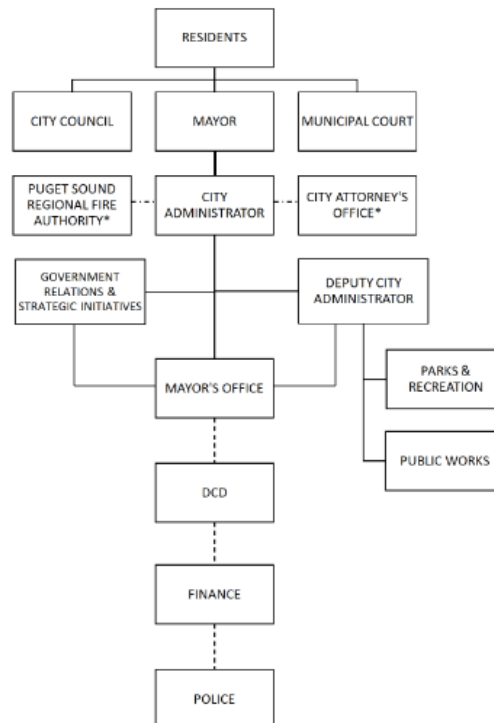 RESIDENTS
CITY COUNCIL
MAYOR
MUNICIPAL COURT
PUGET SOUND
REGIONAL FIRE
AUTHORITY*
CITY
ADMINISTRATOR
CITY ATTORNEY'S
OFFICE*
GOVERNMENT
RELATIONS &
STRATEGIC INITIATIVES
DEPUTY CITY
ADMINISTRATOR
MAYOR'S OFFICE
PARKS &
RECREATION
PUBLIC WORKS
DCD
FINANCE
POLICE